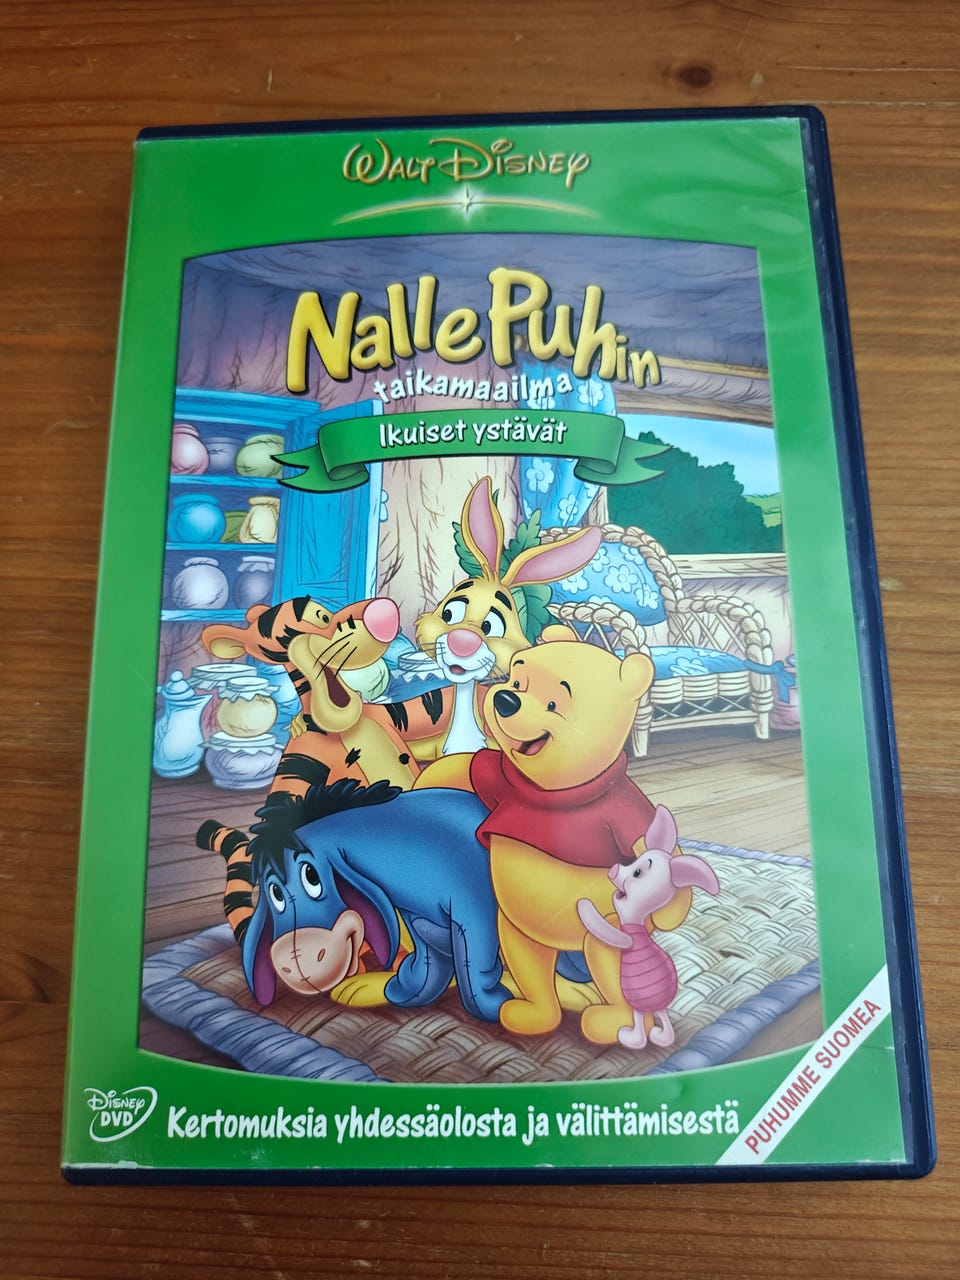 WALT DISNEY
Nalle Puhin
taikamaailma
Ikuiset ystävät
DISNEY
DVD
Kertomuksia yhdessäolosta ja välittämisestä
PUHUMME SUOMEA